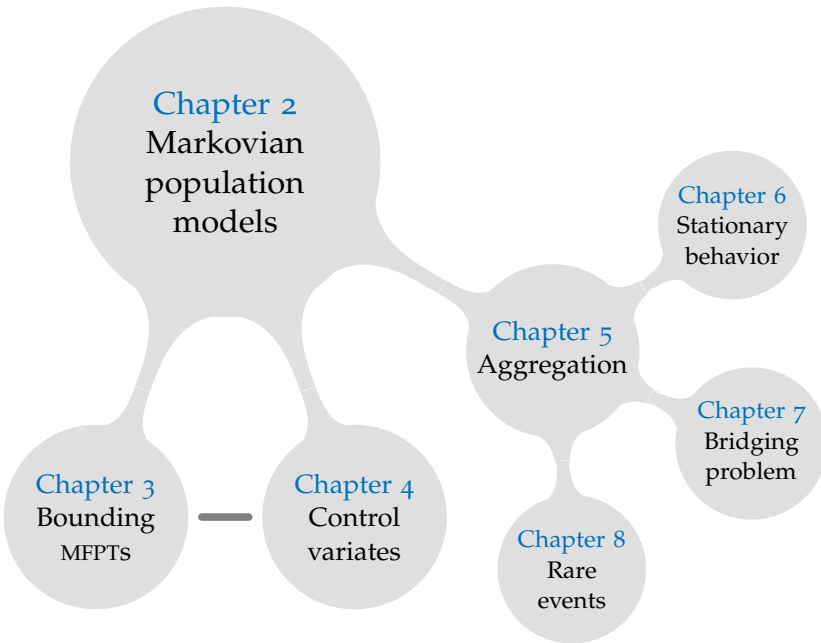 Chapter 2
Markovian
population
models
Chapter 6
Stationary
behavior
Chapter 5
Aggregation
Chapter 7
Bridging
problem
Chapter 3
Bounding
MFPTs
Chapter 4
Control
variates
Chapter 8
Rare
events